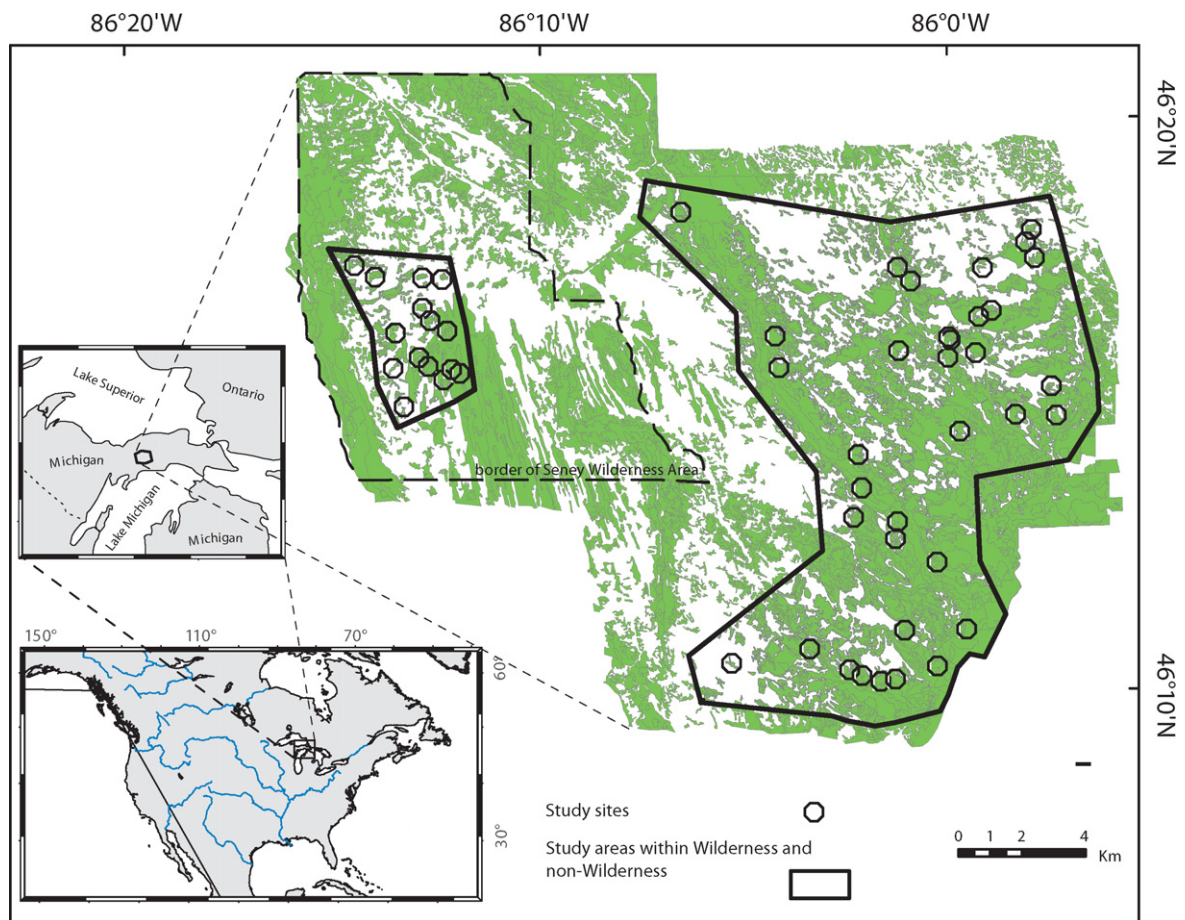 86°20'W
86°10'W
86°0'W
46°20'N
46°10'N
border of Seney Wilderness Area
Lake Superior
Ontario
Michigan
Lake Michigan
Michigan
150°
110°
70°
60°
30°
Study sites
Study areas within Wilderness and
non-Wilderness
0 1 2 4
Km